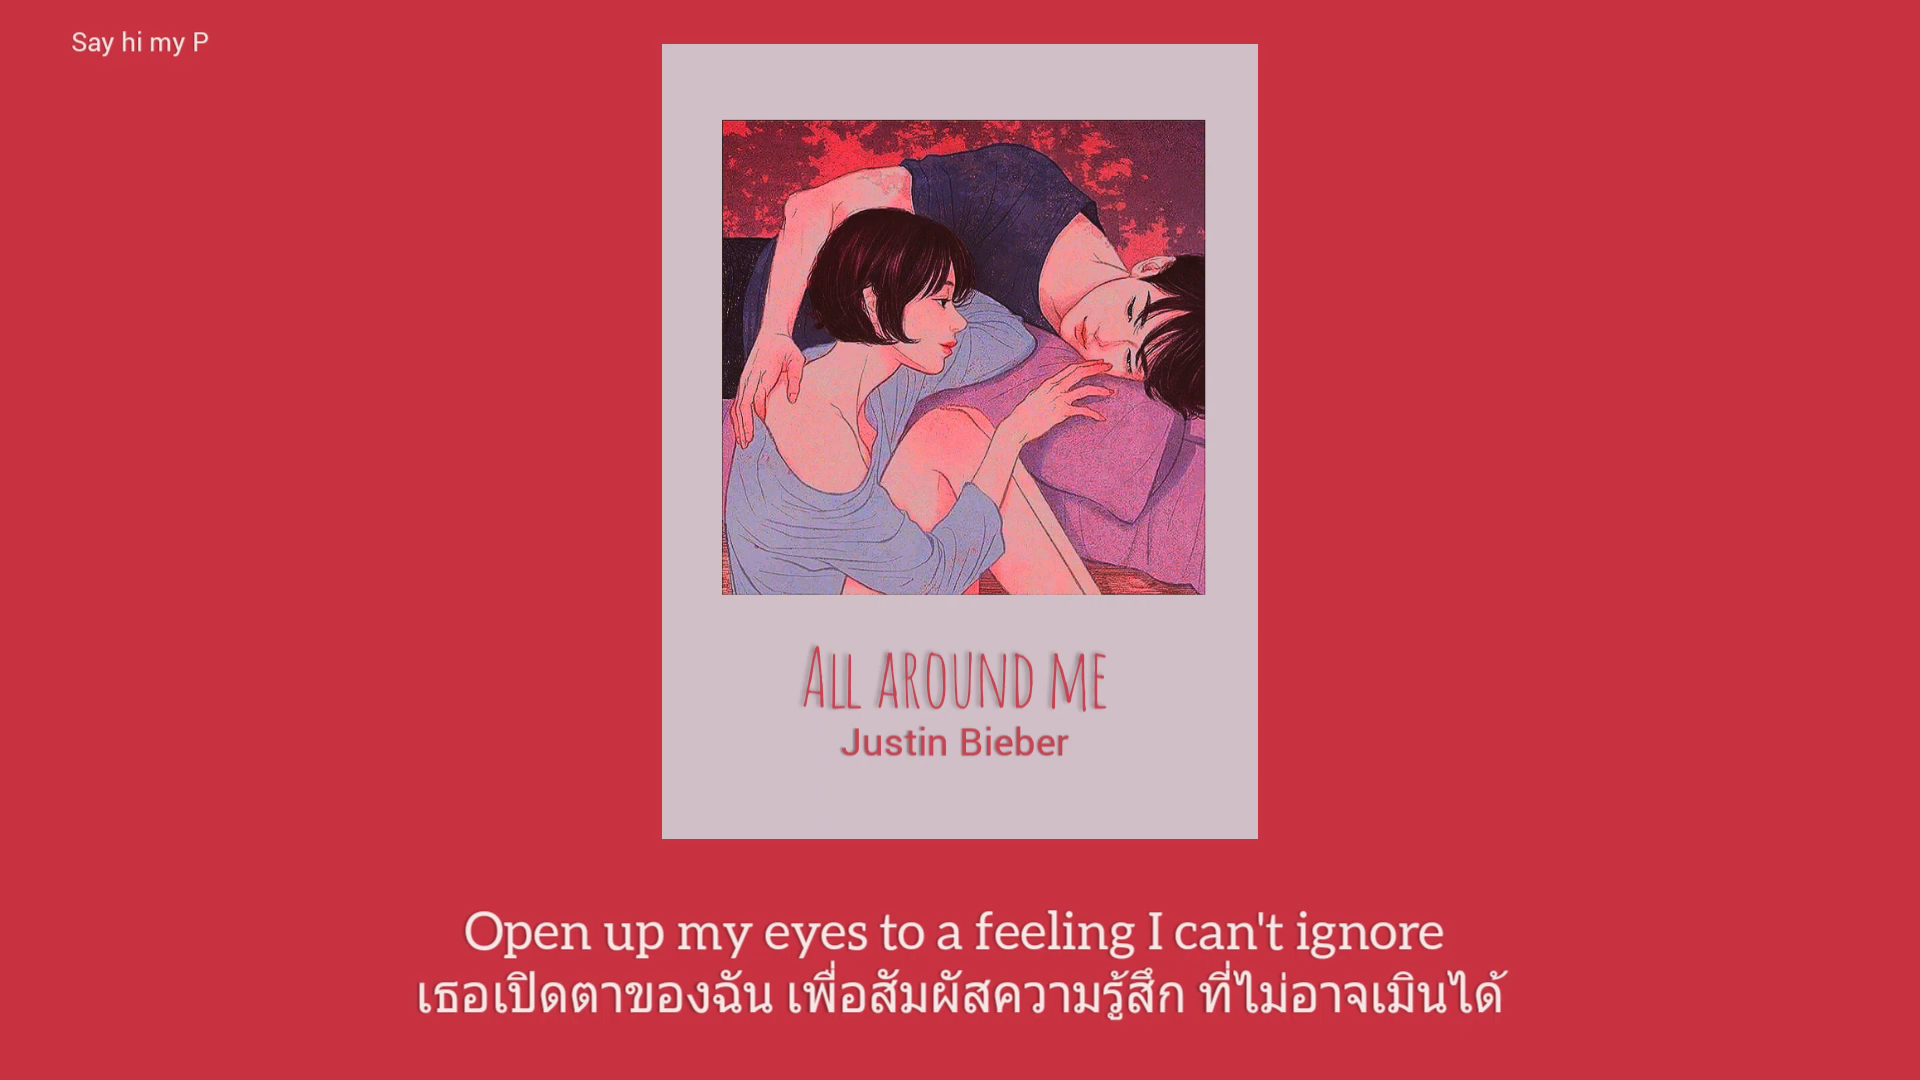 Say hi my P
All around me
Justin Bieber
Open up my eyes to a feeling I can't ignore
เธอเปิดตาของฉัน เพื่อสัมผัสความรู้สึก ที่ไม่อาจเมินได้